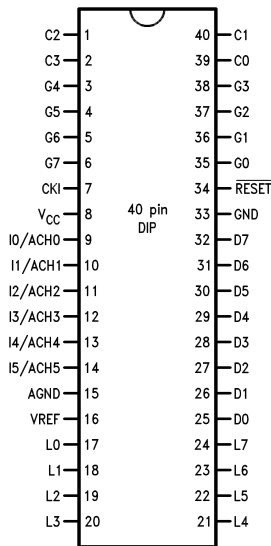 C2 1 40 C1
C3 2 39 C0
G4 3 38 G3
G5 4 37 G2
G6 5 36 G1
G7 6 35 G0
CKI 7 34 RESET
VCC 8 40 pin 33 GND
DIP
I0/ACH0 9 32 D7
I1/ACH1 10 31 D6
I2/ACH2 11 30 D5
I3/ACH3 12 29 D4
I4/ACH4 13 28 D3
I5/ACH5 14 27 D2
AGND 15 26 D1
VREF 16 25 D0
L0 17 24 L7
L1 18 23 L6
L2 19 22 L5
L3 20 21 L4